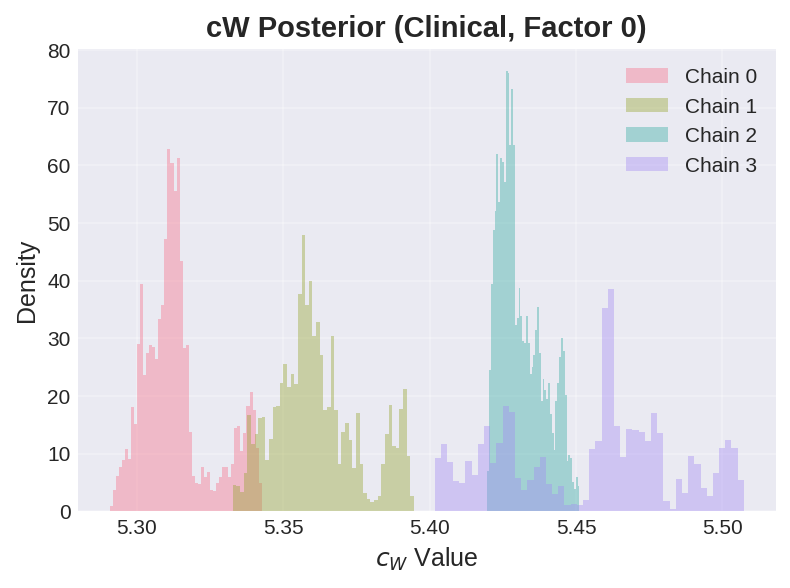 cW Posterior (Clinical, Factor 0)
80
70
60
50
40
30
20
10
0
Density
Chain 0
Chain 1
Chain 2
Chain 3
5.30 5.35 5.40 5.45 5.50
c_W Value